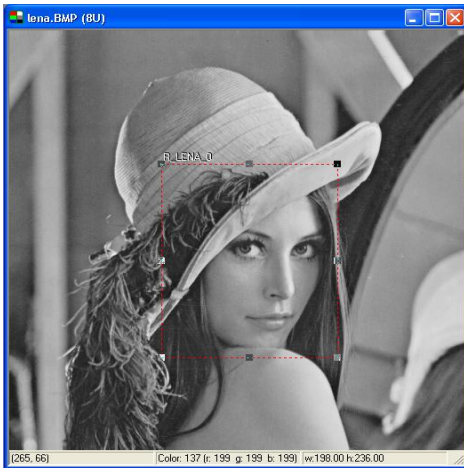 lena.BMP (8U)
R_LENA_0
(265, 66) Color: 137 (r: 199 g: 199 b: 199) w:198.00 h:236.00